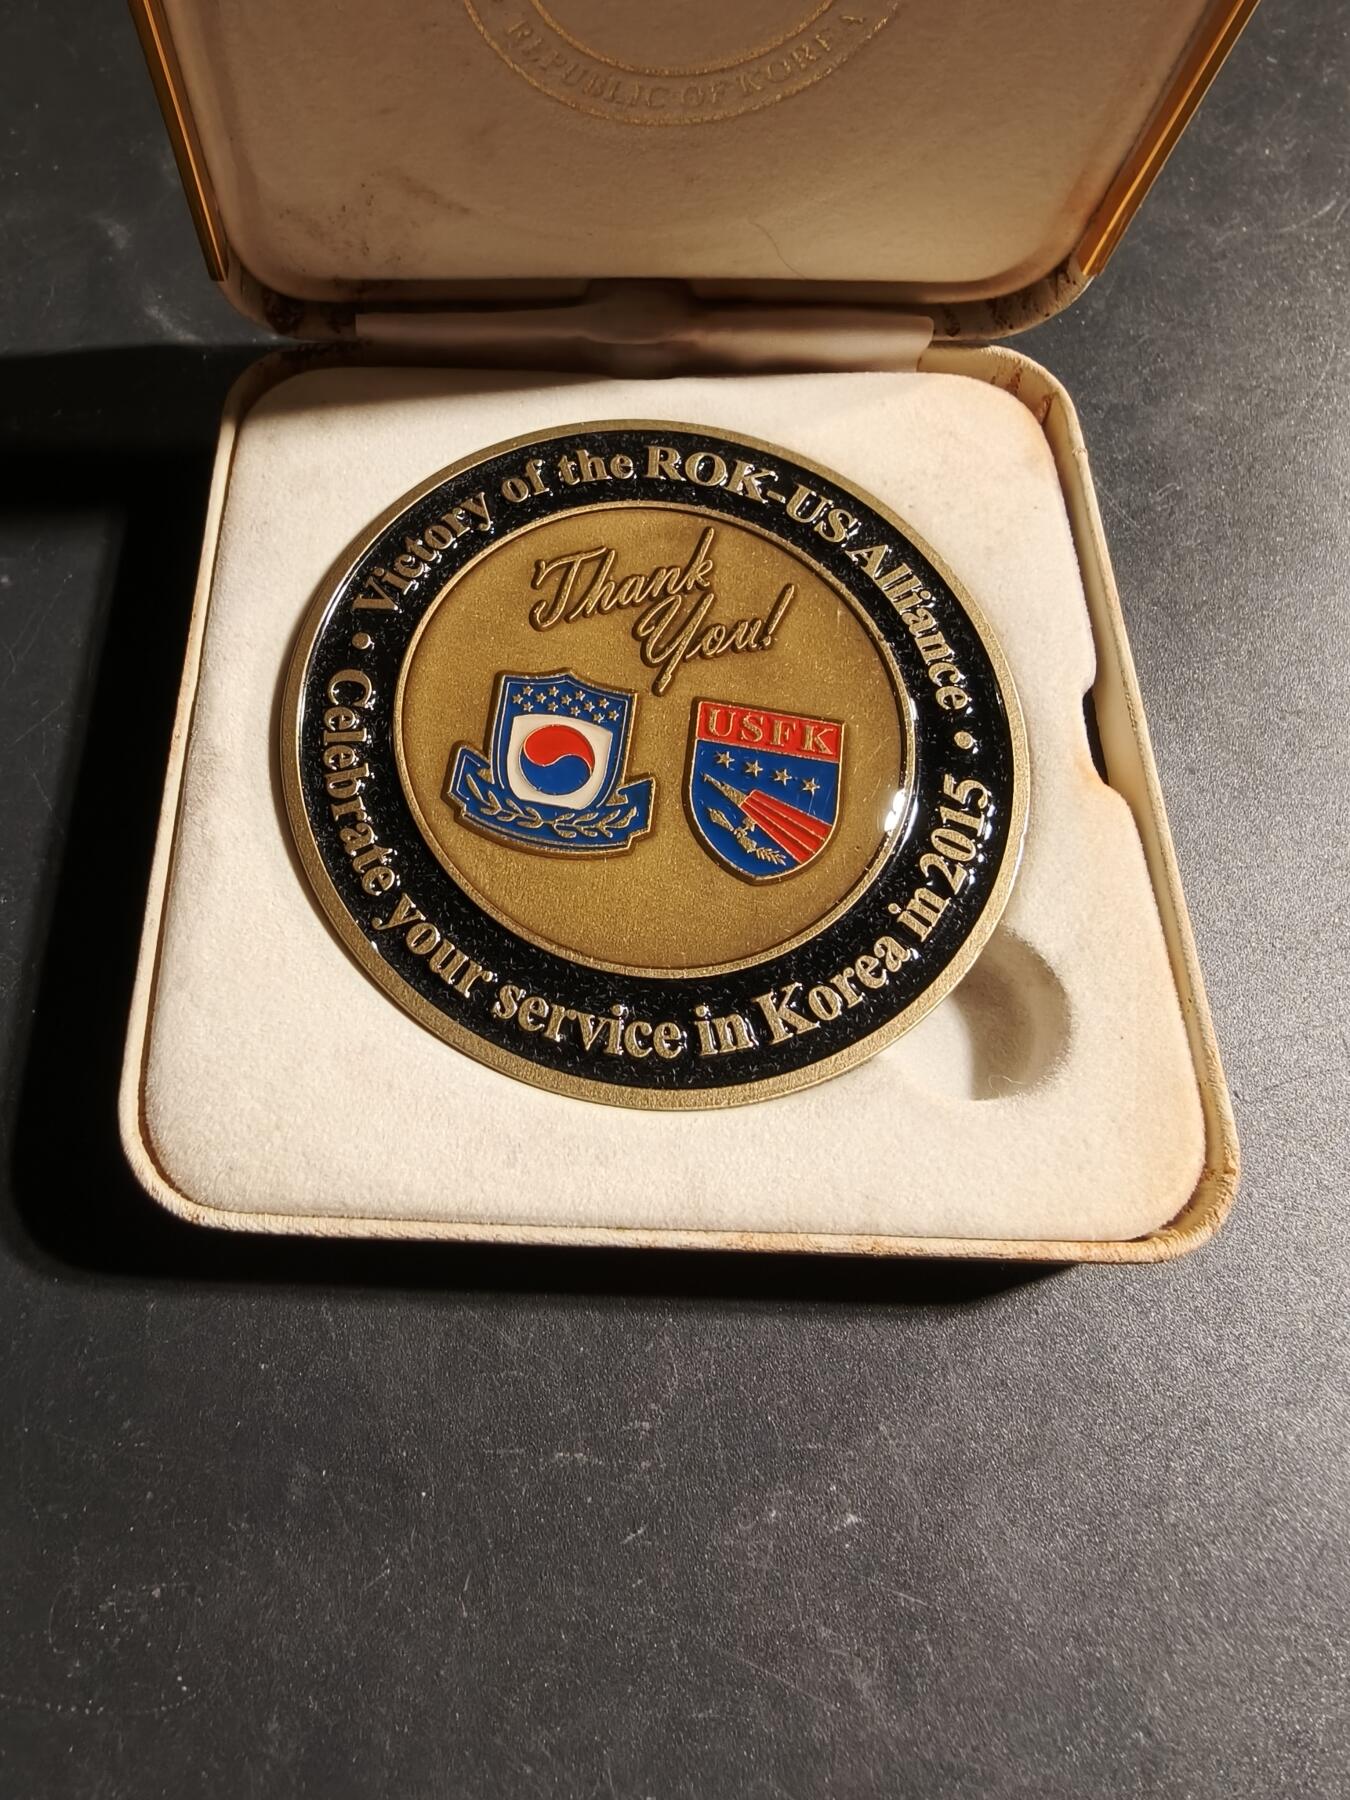 REPUBLIC OF KOREA
• Victory of the ROK-US Alliance •
Thank
You!
USFK
Celebrate your service in Korea in 2015